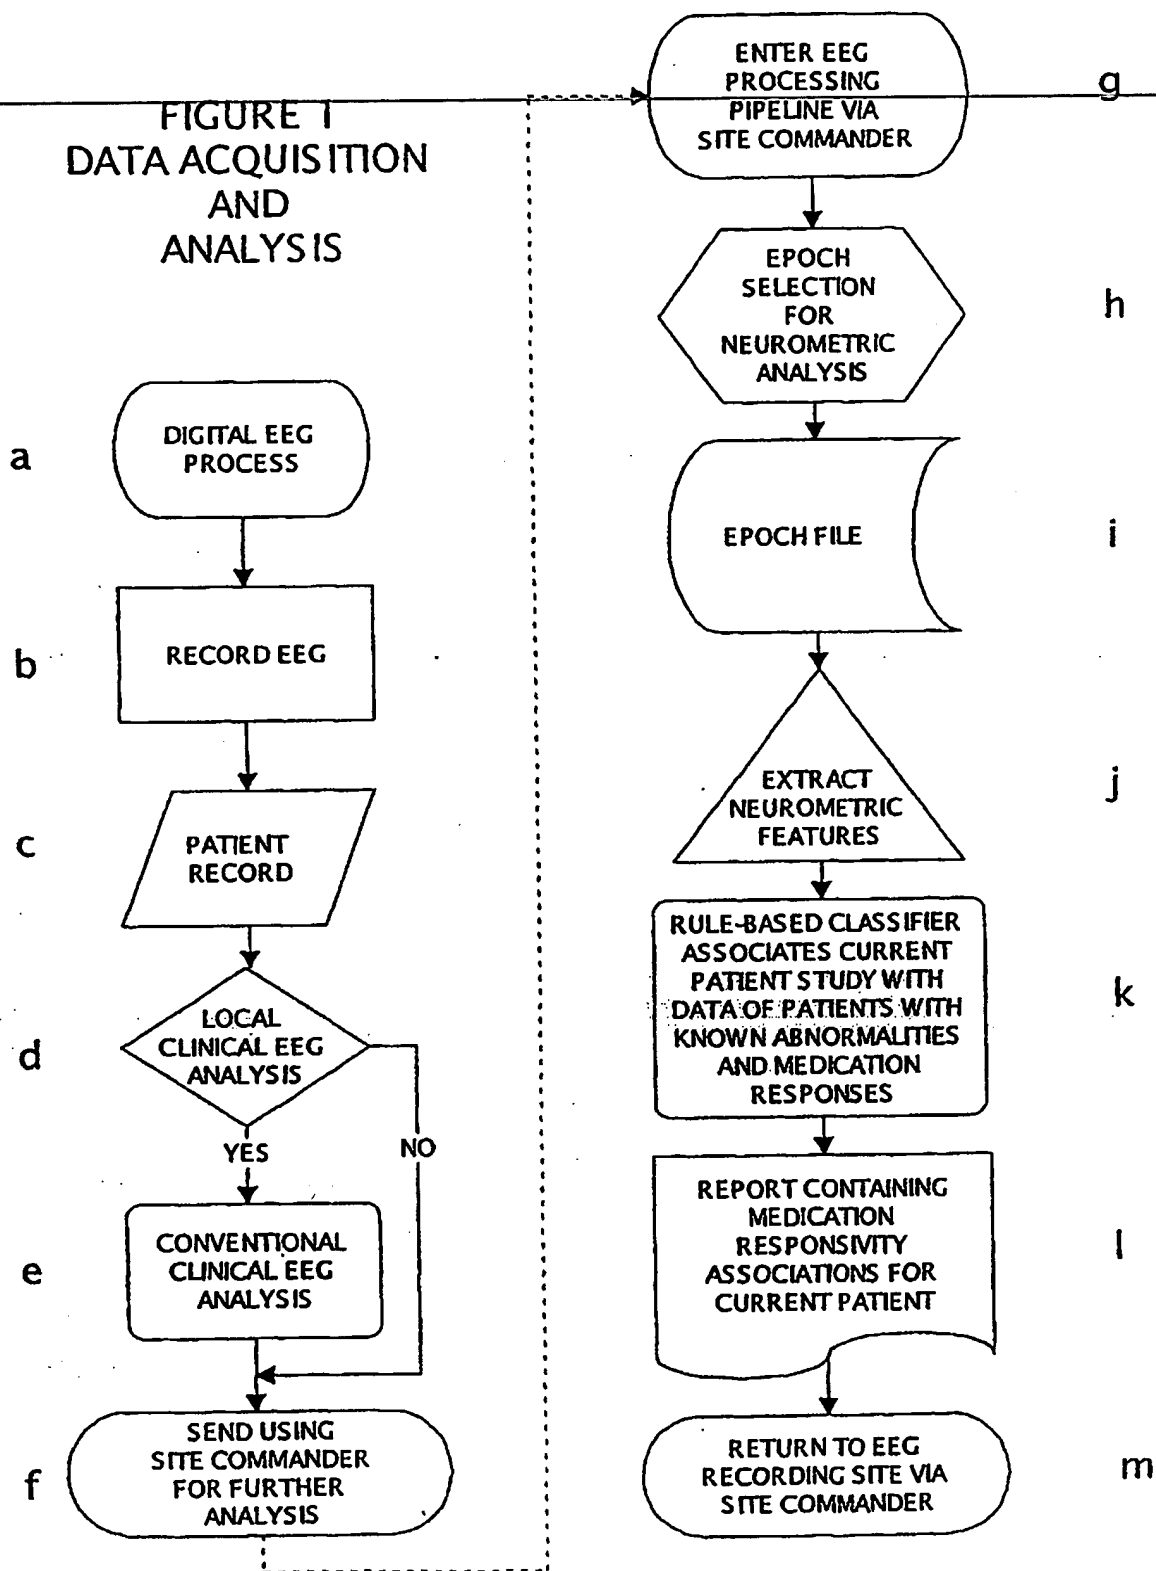 FIGURE 1
DATA ACQUISITION
AND
ANALYSIS
a
DIGITAL EEG
PROCESS
b
RECORD EEG
c
PATIENT
RECORD
d
LOCAL
CLINICAL EEG
ANALYSIS
YES
NO
e
CONVENTIONAL
CLINICAL EEG
ANALYSIS
f
SEND USING
SITE COMMANDER
FOR FURTHER
ANALYSIS
ENTER EEG
PROCESSING
PIPELINE VIA
SITE COMMANDER
g
EPOCH
SELECTION
FOR
NEUROMETRIC
ANALYSIS
h
EPOCH FILE
i
EXTRACT
NEUROMETRIC
FEATURES
j
RULE-BASED CLASSIFIER
ASSOCIATES CURRENT
PATIENT STUDY WITH
DATA OF PATIENTS WITH
KNOWN ABNORMALITIES
AND MEDICATION
RESPONSES
k
REPORT CONTAINING
MEDICATION
RESPONSIVITY
ASSOCIATIONS FOR
CURRENT PATIENT
l
RETURN TO EEG
RECORDING SITE VIA
SITE COMMANDER
m